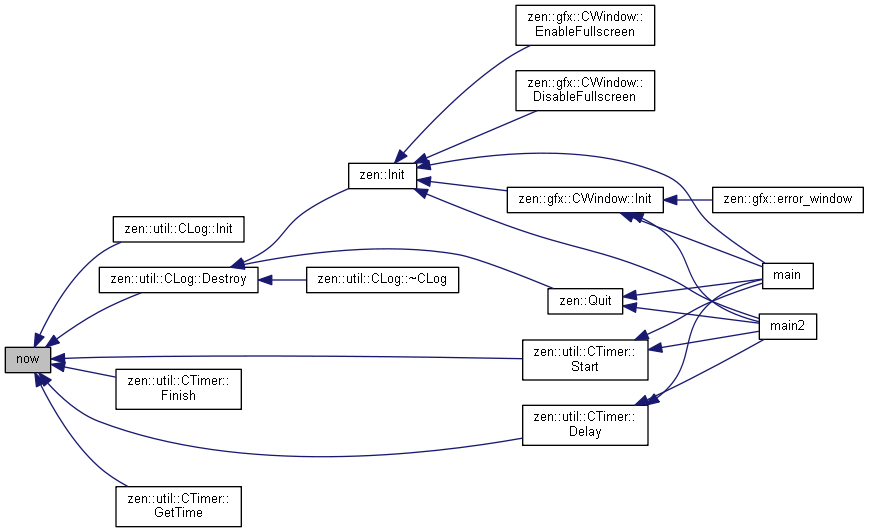 zen::gfx::CWindow::
EnableFullscreen
zen::gfx::CWindow::
DisableFullscreen
zen::Init
zen::gfx::CWindow::Init
zen::gfx::error_window
zen::util::CLog::Init
zen::util::CLog::Destroy
zen::util::CLog::~CLog
main
zen::Quit
main2
now
zen::util::CTimer::
Start
zen::util::CTimer::
Finish
zen::util::CTimer::
Delay
zen::util::CTimer::
GetTime